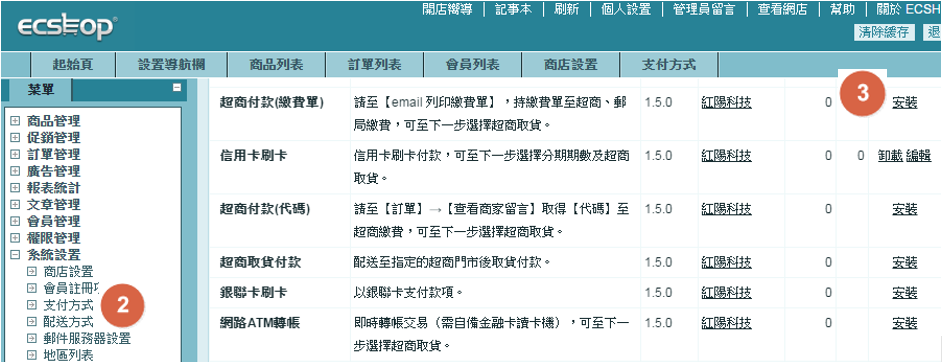 開店嚮導 記事本 刷新 個人設置 管理員留言 查看網店 幫助 關於 ECSH
ecshop
清除緩存 退
起始頁 設置導航欄 商品列表 訂單列表 會員列表 商店設置 支付方式
菜單
商品管理
促銷管理
訂單管理
廣告管理
報表統計
文章管理
會員管理
權限管理
系統設置
商店設置
會員註冊
支付方式
配送方式
郵件服務器設置
地區列表
2
3
超商付款(繳費單) 請至【email 列印繳費單】，持繳費單至超商、郵 1.5.0 紅陽科技 0 安裝
局繳費，可至下一步選擇超商取貨。
信用卡刷卡 信用卡刷卡付款，可至下一步選擇分期期數及超商 1.5.0 紅陽科技 0 0 卸載 編輯
取貨。
超商付款(代碼) 請至【訂單】→【查看商家留言】取得【代碼】至 1.5.0 紅陽科技 0 安裝
超商繳費，可至下一步選擇超商取貨。
超商取貨付款 配送至指定的超商門市後取貨付款。 1.5.0 紅陽科技 0 安裝
銀聯卡刷卡 以銀聯卡支付款項。 1.5.0 紅陽科技 0 安裝
網路ATM轉帳 即時轉帳交易（需自備金融卡讀卡機），可至下一 1.5.0 紅陽科技 0 安裝
步選擇超商取貨。